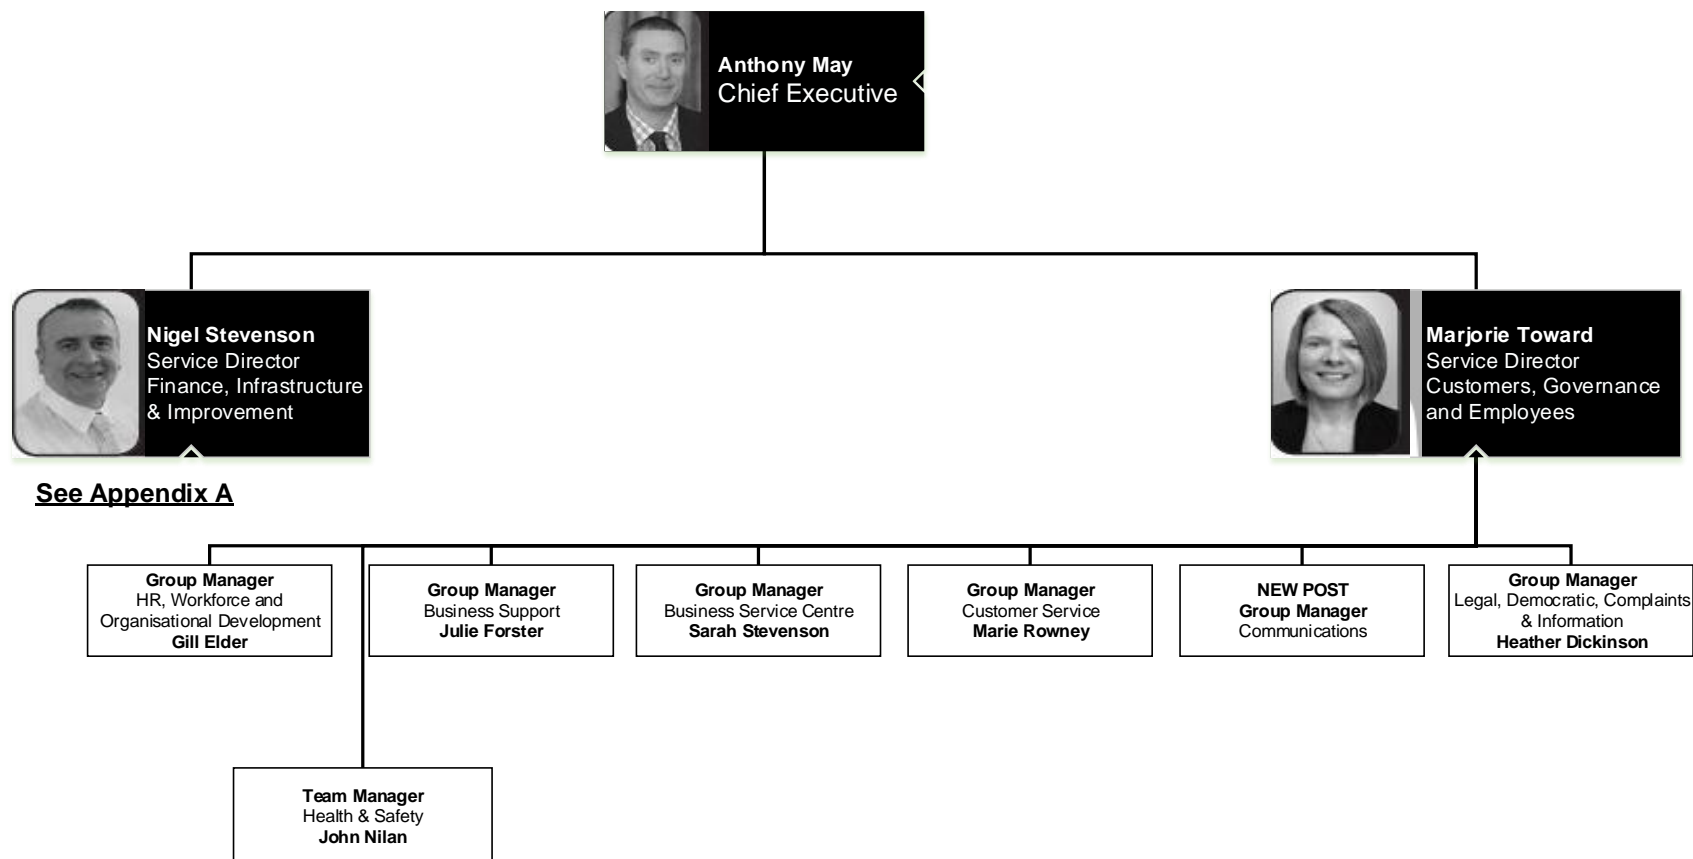 Anthony May
Chief Executive
Nigel Stevenson
Service Director
Finance, Infrastructure
& Improvement
Marjorie Toward
Service Director
Customers, Governance
and Employees
See Appendix A
Group Manager
HR, Workforce and
Organisational Development
Gill Elder
Group Manager
Business Support
Julie Forster
Group Manager
Business Service Centre
Sarah Stevenson
Group Manager
Customer Service
Marie Rowney
NEW POST
Group Manager
Communications
Group Manager
Legal, Democratic, Complaints
& Information
Heather Dickinson
Team Manager
Health & Safety
John Nilan